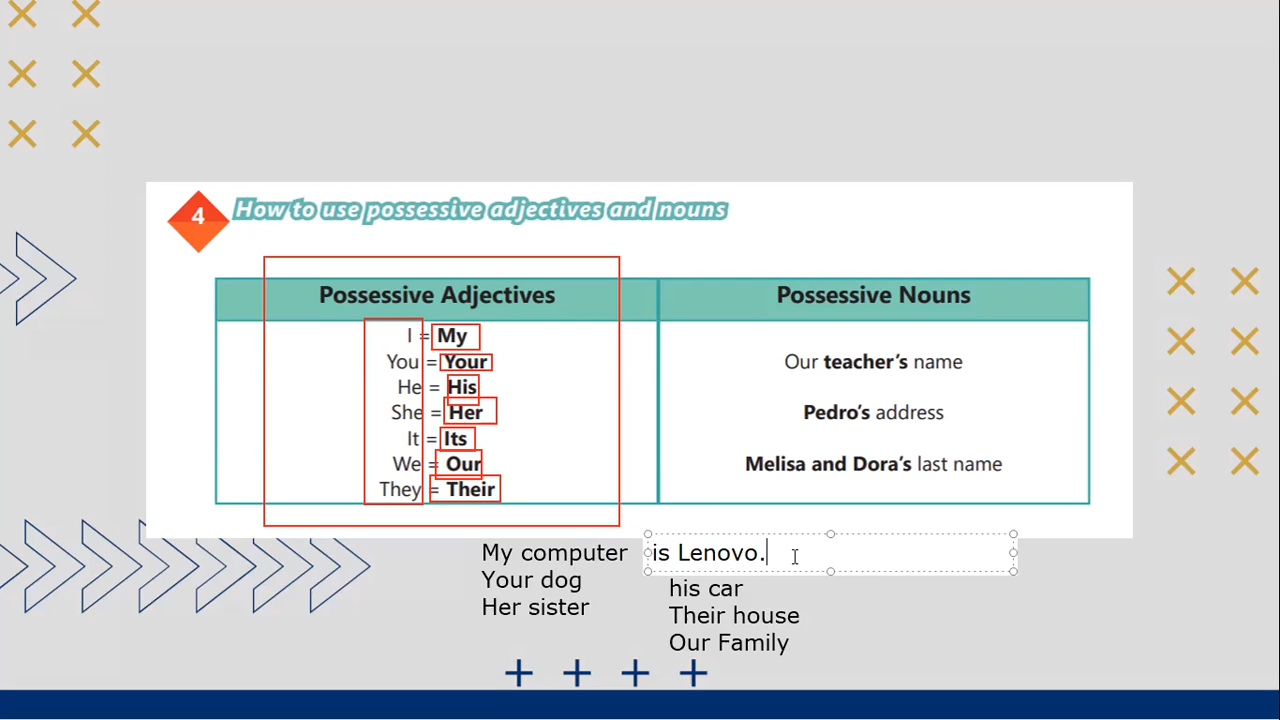 4
How to use possessive adjectives and nouns
Possessive Adjectives
I = My
You = Your
He = His
She = Her
It = Its
We = Our
They = Their
Possessive Nouns
Our teacher's name
Pedro's address
Melisa and Dora's last name
My computer is Lenovo.
Your dog
Her sister
his car
Their house
Our Family